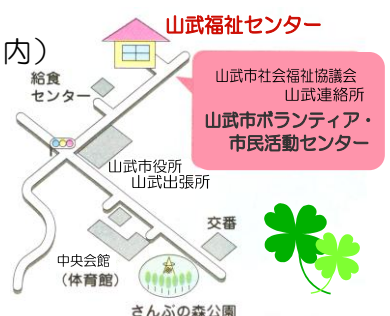 山武福祉センター
内）
山武市社会福祉協議会
山武連絡所
山武市ボランティア・
市民活動センター
給食
センター
山武市役所
山武出張所
交番
中央会館
（体育館）
さんぶの森公園